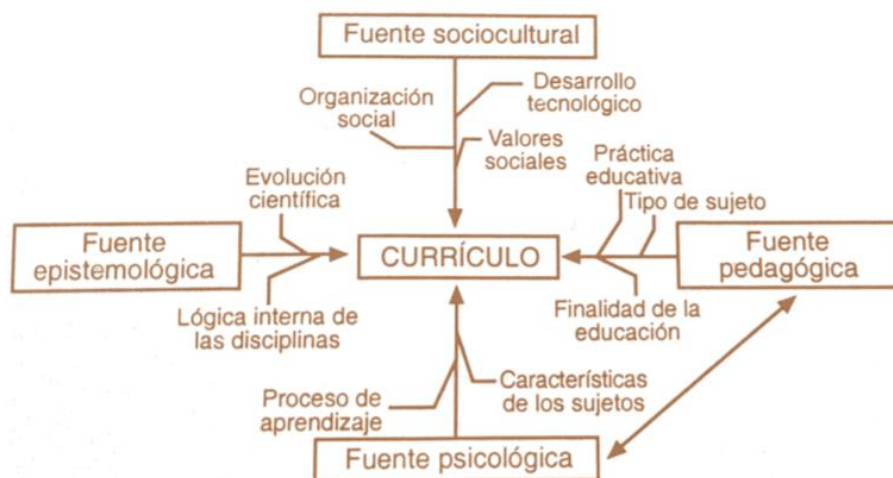 Fuente sociocultural
Organización
social
Desarrollo
tecnológico
Valores
sociales
Práctica
educativa
Tipo de sujeto
Evolución
científica
Fuente
epistemológica
CURRÍCULO
Fuente
pedagógica
Lógica interna de
las disciplinas
Finalidad de la
educación
Proceso de
aprendizaje
Características
de los sujetos
Fuente psicológica